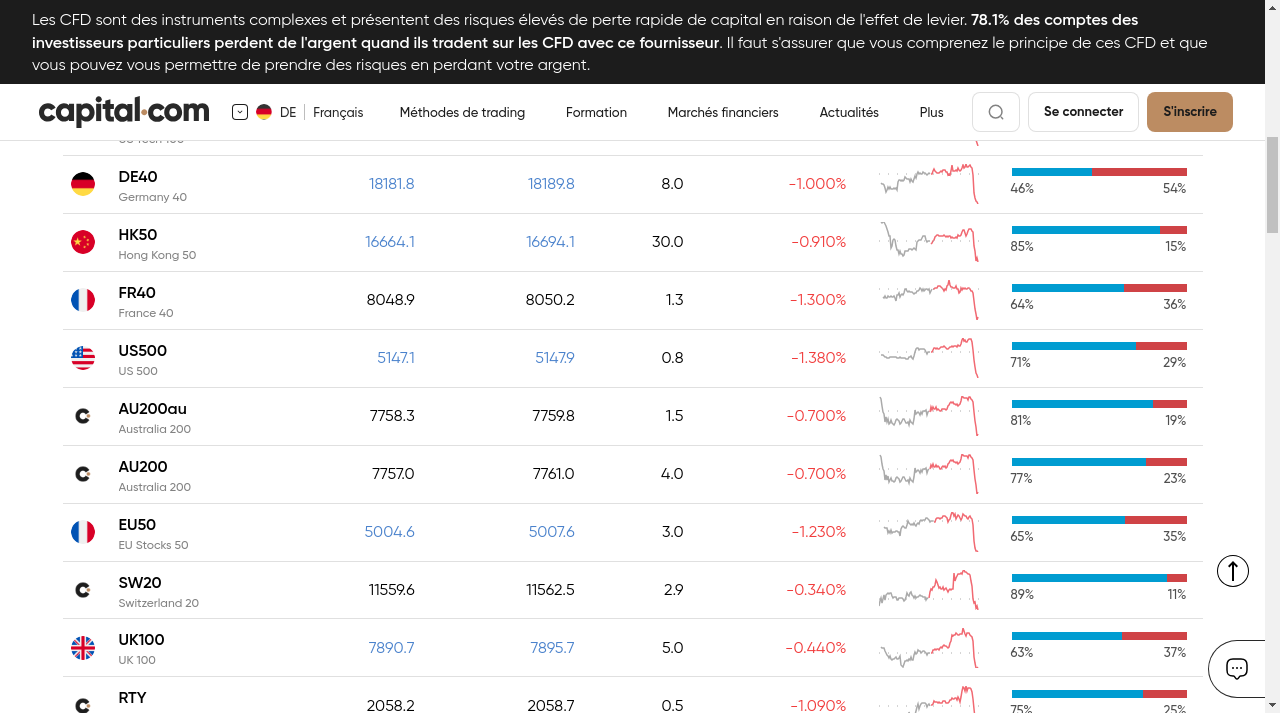 Les CFD sont des instruments complexes et présentent des risques élevés de perte rapide de capital en raison de l'effet de levier. 78.1% des comptes des
investisseurs particuliers perdent de l'argent quand ils tradent sur les CFD avec ce fournisseur. Il faut s'assurer que vous comprenez le principe de ces CFD et que
vous pouvez vous permettre de prendre des risques en perdant votre argent.
capital.com DE Français Méthodes de trading Formation Marchés financiers Actualités Plus Se connecter S'inscrire
DE40 18181.8 18189.8 8.0 -1.000%
Germany 40 46% 54%
HK50 16664.1 16694.1 30.0 -0.910%
Hong Kong 50 85% 15%
FR40 8048.9 8050.2 1.3 -1.300%
France 40 64% 36%
US500 5147.1 5147.9 0.8 -1.380%
US 500 71% 29%
AU200au 7758.3 7759.8 1.5 -0.700%
Australia 200 81% 19%
AU200 7757.0 7761.0 4.0 -0.700%
Australia 200 77% 23%
EU50 5004.6 5007.6 3.0 -1.230%
EU Stocks 50 65% 35%
SW20 11559.6 11562.5 2.9 -0.340%
Switzerland 20 89% 11%
UK100 7890.7 7895.7 5.0 -0.440%
UK 100 63% 37%
RTY 2058.2 2058.7 0.5 -1.090%
75% 25%